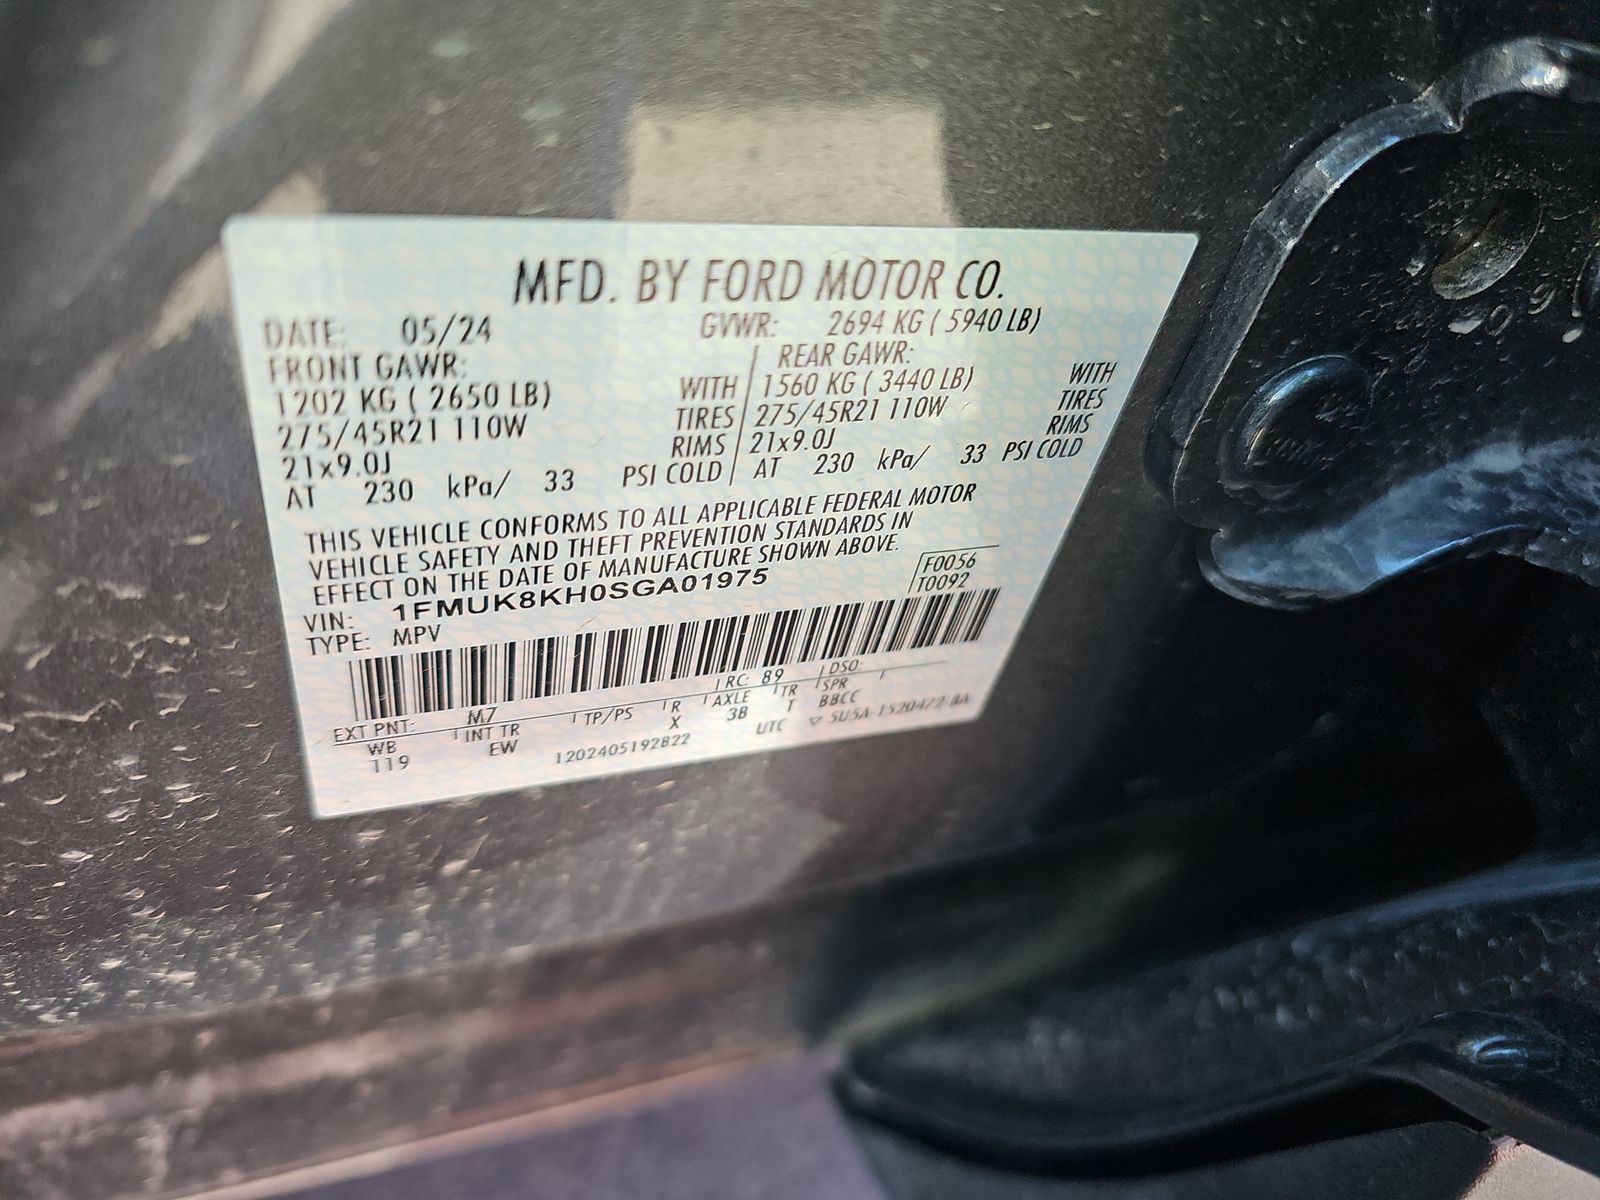 MFD. BY FORD MOTOR CO.
DATE: 05/24 GVWR: 2694 KG ( 5940 LB)
FRONT GAWR: REAR GAWR:
1202 KG ( 2650 LB) WITH 1560 KG ( 3440 LB) WITH
275/45R21 110W TIRES 275/45R21 110W TIRES
21x9.0J RIMS 21x9.0J RIMS
AT 230 kPa/ 33 PSI COLD AT 230 kPa/ 33 PSI COLD
THIS VEHICLE CONFORMS TO ALL APPLICABLE FEDERAL MOTOR
VEHICLE SAFETY AND THEFT PREVENTION STANDARDS IN
EFFECT ON THE DATE OF MANUFACTURE SHOWN ABOVE.
VIN: 1FMUK8KH0SGA01975 F0056
TYPE: MPV T0092
EXT PNT: M7 RC: 89 DSO:
WB INT TR TP/PS R AXLE TR SPR
119 EW X 3B T BBCC
1202405192822 UTC 5U5A-1520472-BA